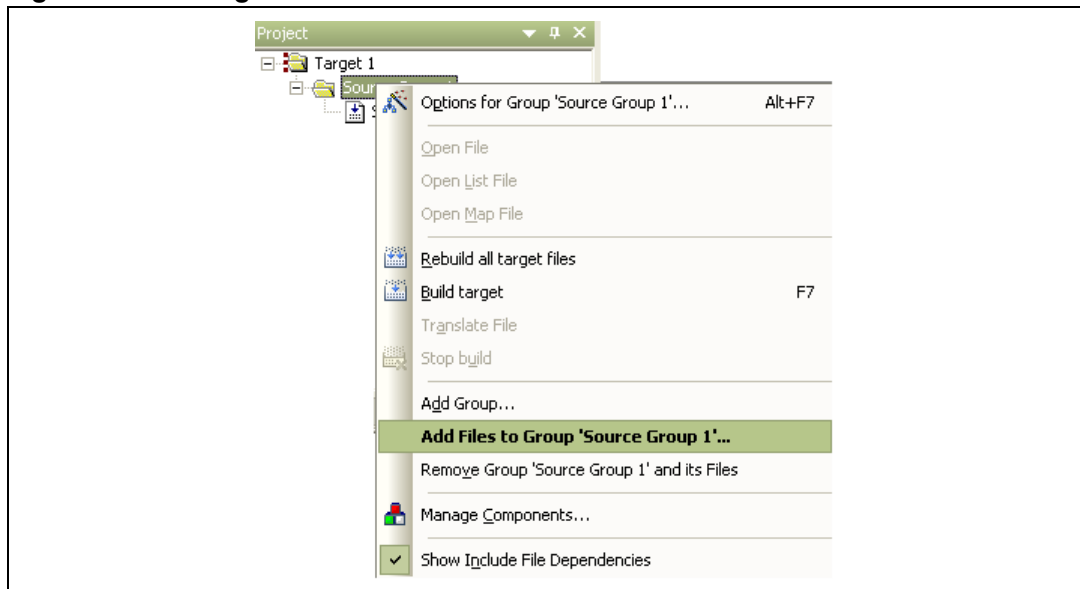 Project
Target 1
Sour
S
Options for Group 'Source Group 1'... Alt+F7
Open File
Open List File
Open Map File
Rebuild all target files
Build target F7
Translate File
Stop build
Add Group...
Add Files to Group 'Source Group 1'...
Remove Group 'Source Group 1' and its Files
Manage Components...
Show Include File Dependencies